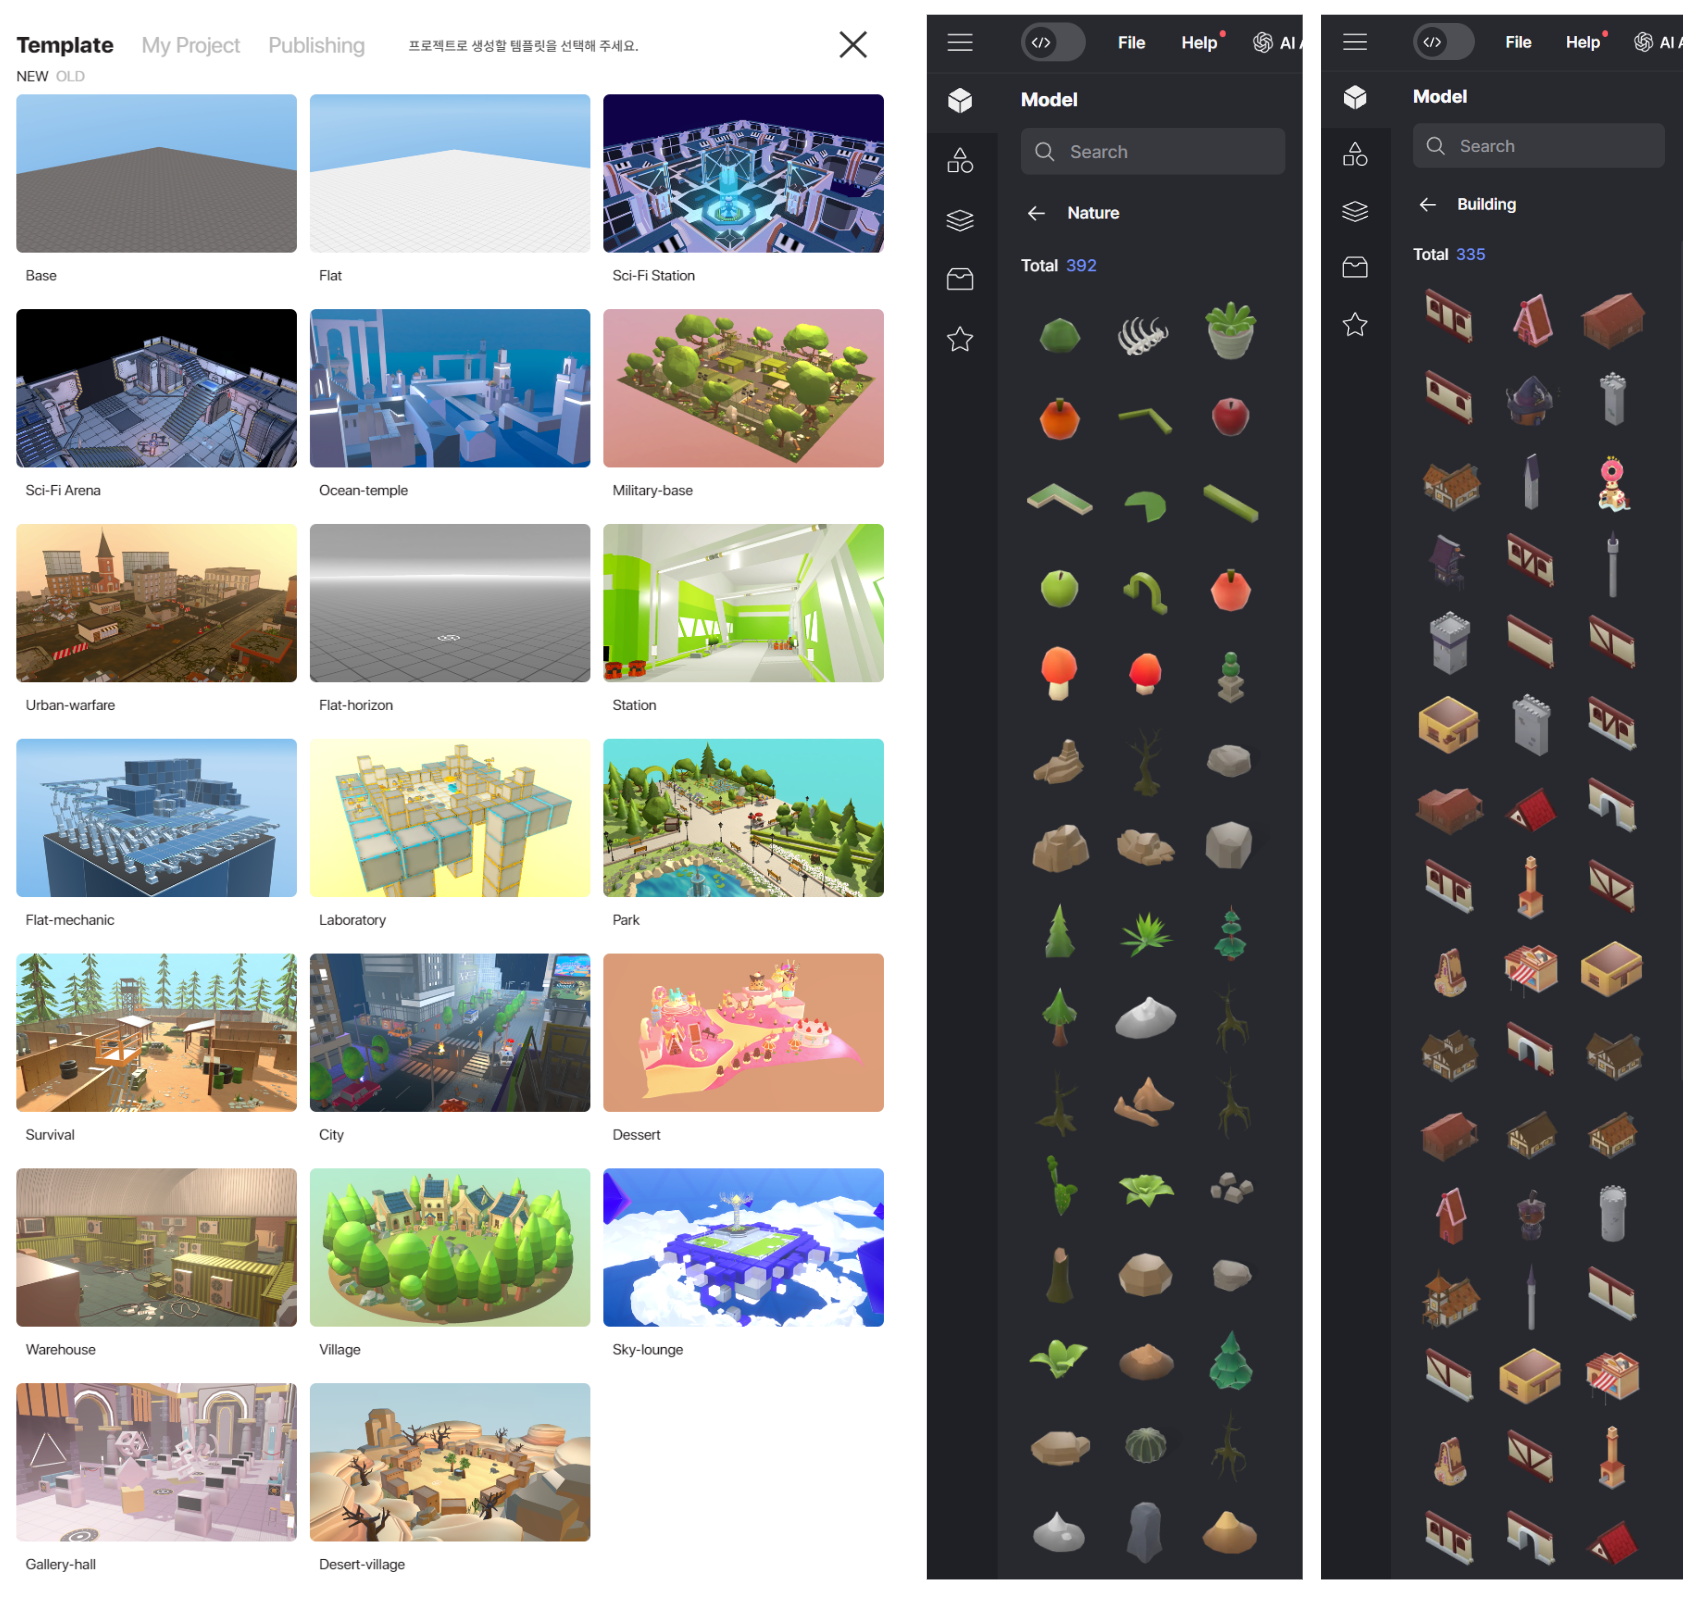 Template My Project Publishing 프로젝트로 생성할 템플릿을 선택해 주세요.
NEW OLD
Base Flat Sci-Fi Station
Sci-Fi Arena Ocean-temple Military-base
Urban-warfare Flat-horizon Station
Flat-mechanic Laboratory Park
Survival City Dessert
Warehouse Village Sky-lounge
Gallery-hall Desert-village
File Help AI
Model
Search
Nature
Total 392
File Help AI
Model
Search
Building
Total 335